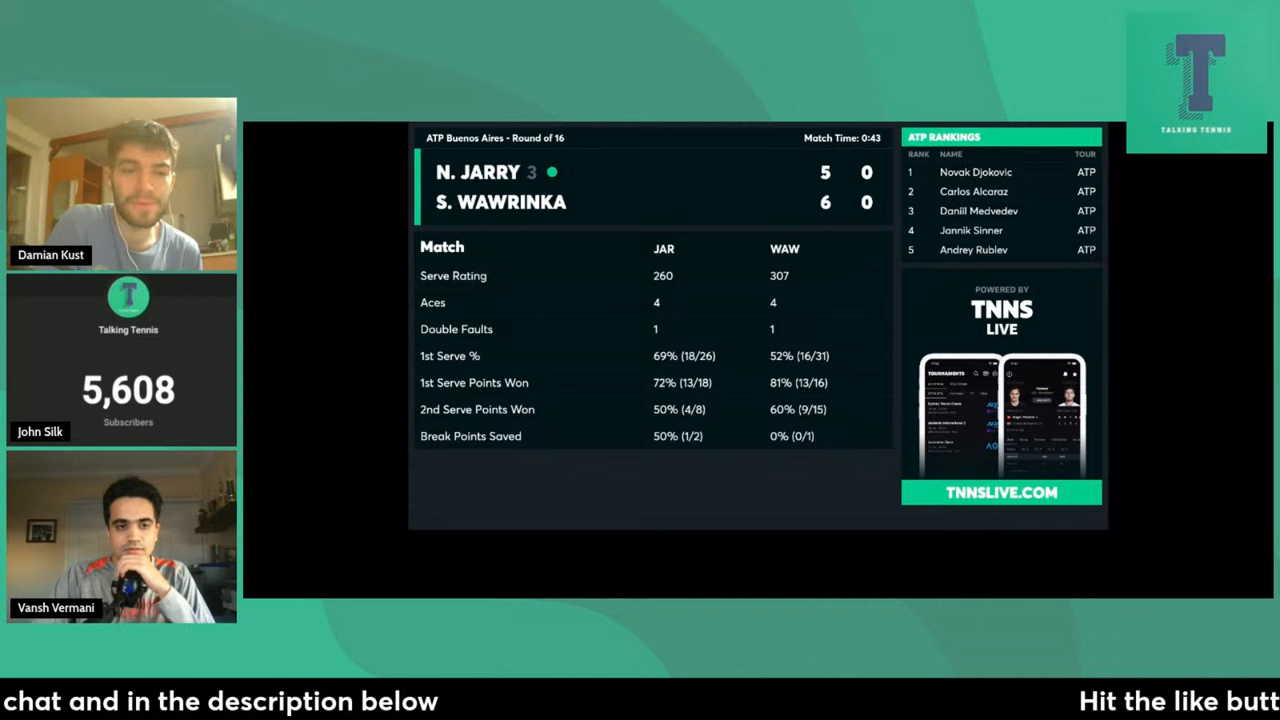 T
TALKING TENNIS
Damian Kust
T
Talking Tennis
5,608
Subscribers
John Silk
Vansh Vermani
ATP Buenos Aires - Round of 16 Match Time: 0:43
N. JARRY 3 5 0
S. WAWRINKA 6 0
Match JAR WAW
Serve Rating 260 307
Aces 4 4
Double Faults 1 1
1st Serve % 69% (18/26) 52% (16/31)
1st Serve Points Won 72% (13/18) 81% (13/16)
2nd Serve Points Won 50% (4/8) 60% (9/15)
Break Points Saved 50% (1/2) 0% (0/1)
ATP RANKINGS
RANK NAME TOUR
1 Novak Djokovic ATP
2 Carlos Alcaraz ATP
3 Daniil Medvedev ATP
4 Jannik Sinner ATP
5 Andrey Rublev ATP
POWERED BY
TNNS
LIVE
TOURNAMENTS
TNNSLIVE.COM
chat and in the description below Hit the like butt